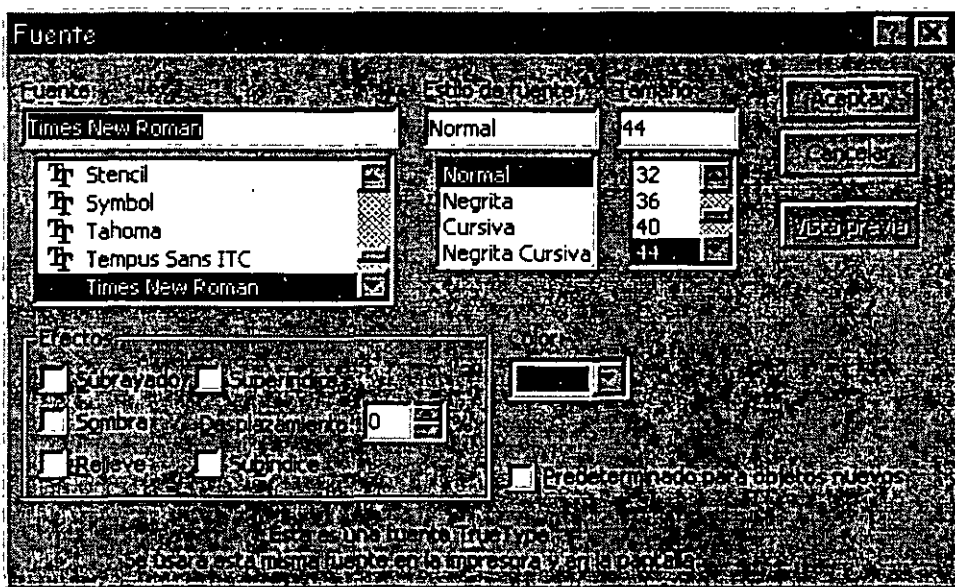 Fuente
Fuente: Estilo de fuente: Tamaño:
Times New Roman Normal 44
Aceptar
Cancelar
Vista previa
Stencil
Symbol
Tahoma
Tempus Sans ITC
Times New Roman
Normal
Negrita
Cursiva
Negrita Cursiva
32
36
40
44
Efectos
Color:
Subrayado Superíndice
Sombra Desplazamiento: 0 %
Relieve Subíndice
Predeterminado para objetos nuevos
Esta es una fuente TrueType.
Se usará esta misma fuente en la impresora y en la pantalla.